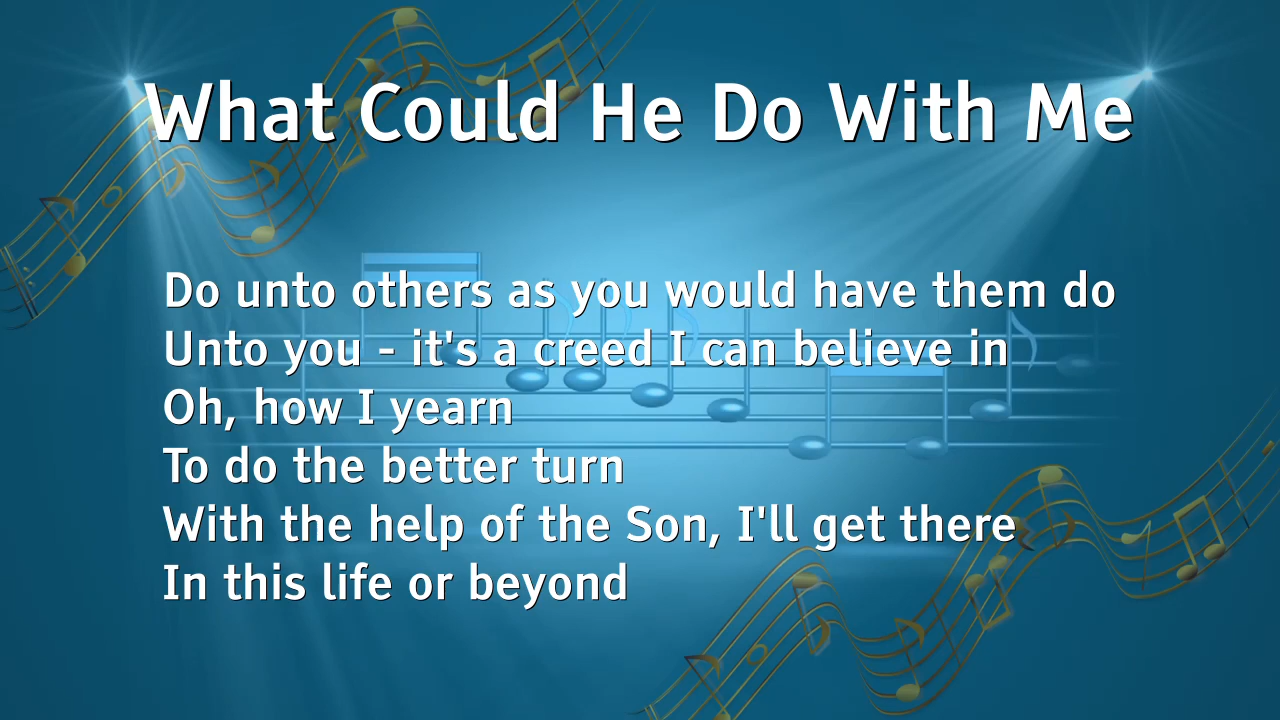 What Could He Do With Me
Do unto others as you would have them do
Unto you - it's a creed I can believe in
Oh, how I yearn
To do the better turn
With the help of the Son, I'll get there
In this life or beyond